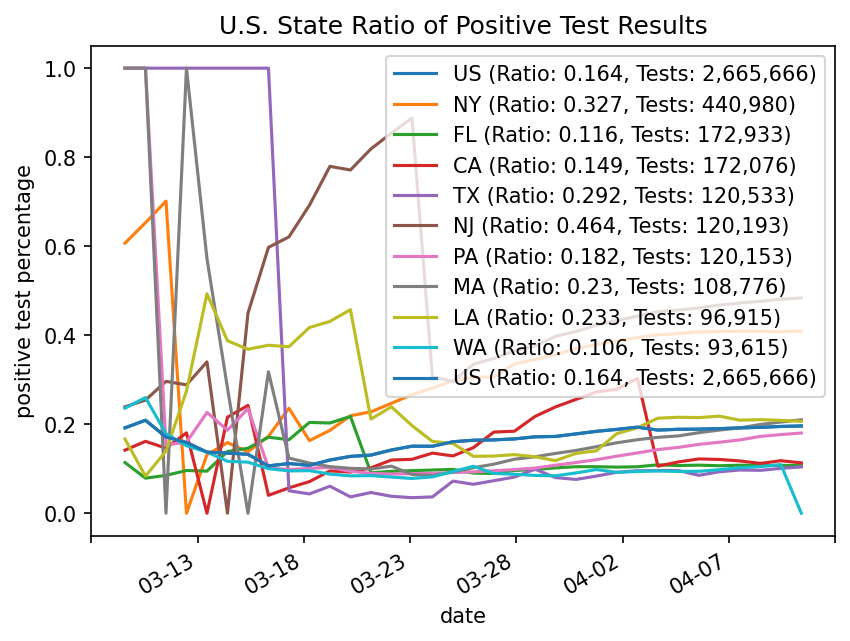 U.S. State Ratio of Positive Test Results
1.0
0.8
0.6
0.4
0.2
0.0
positive test percentage
US (Ratio: 0.164, Tests: 2,665,666)
NY (Ratio: 0.327, Tests: 440,980)
FL (Ratio: 0.116, Tests: 172,933)
CA (Ratio: 0.149, Tests: 172,076)
TX (Ratio: 0.292, Tests: 120,533)
NJ (Ratio: 0.464, Tests: 120,193)
PA (Ratio: 0.182, Tests: 120,153)
MA (Ratio: 0.23, Tests: 108,776)
LA (Ratio: 0.233, Tests: 96,915)
WA (Ratio: 0.106, Tests: 93,615)
US (Ratio: 0.164, Tests: 2,665,666)
03-13
03-18
03-23
03-28
04-02
04-07
date